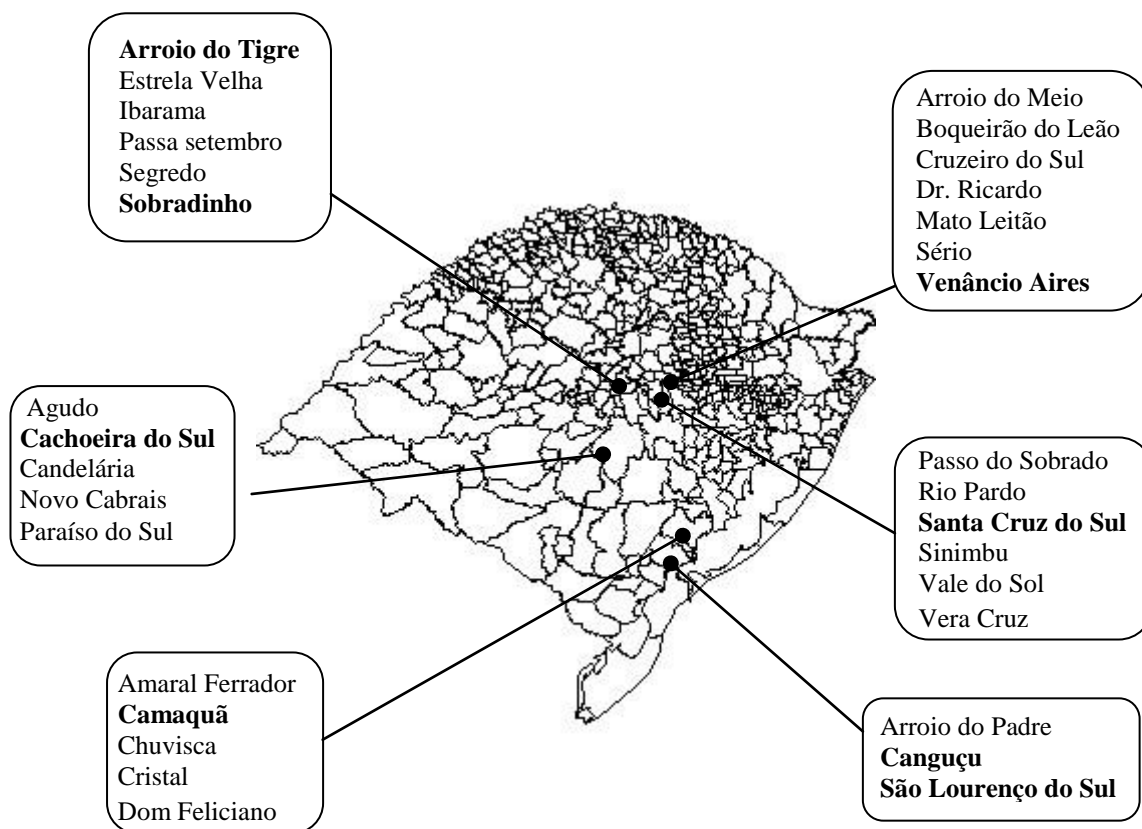 Arroio do Tigre
Estrela Velha
Ibarama
Passa setembro
Segredo
Sobradinho
Arroio do Meio
Boqueirão do Leão
Cruzeiro do Sul
Dr. Ricardo
Mato Leitão
Sério
Venâncio Aires
Agudo
Cachoeira do Sul
Candelária
Novo Cabrais
Paraíso do Sul
Passo do Sobrado
Rio Pardo
Santa Cruz do Sul
Sinimbu
Vale do Sol
Vera Cruz
Amaral Ferrador
Camaquã
Chuvisca
Cristal
Dom Feliciano
Arroio do Padre
Canguçu
São Lourenço do Sul